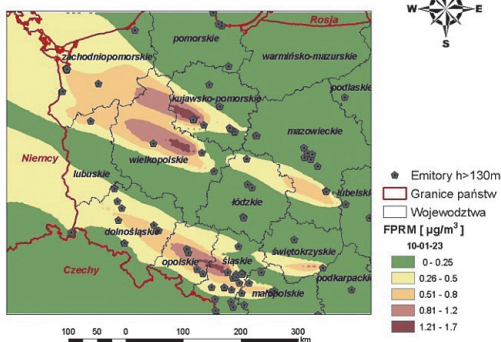 N
W E
S
Rosja
pomorskie
zachodniopomorskie
warmińsko-mazurskie
podlaskie
kujawsko-pomorskie
mazowieckie
Niemcy
wielkopolskie
lubuskie
lubelski
łódzkie
dolnośląskie
świętokrzyskie
opolskie
śląskie
Czechy
podkarpackie
małopolskie
Emitory h>130m
Granice państw
Województwa
FPRM [ µg/m³ ]
10-01-23
0 - 0.25
0.26 - 0.5
0.51 - 0.8
0.81 - 1.2
1.21 - 1.7
100 50 0 100 200 300
km